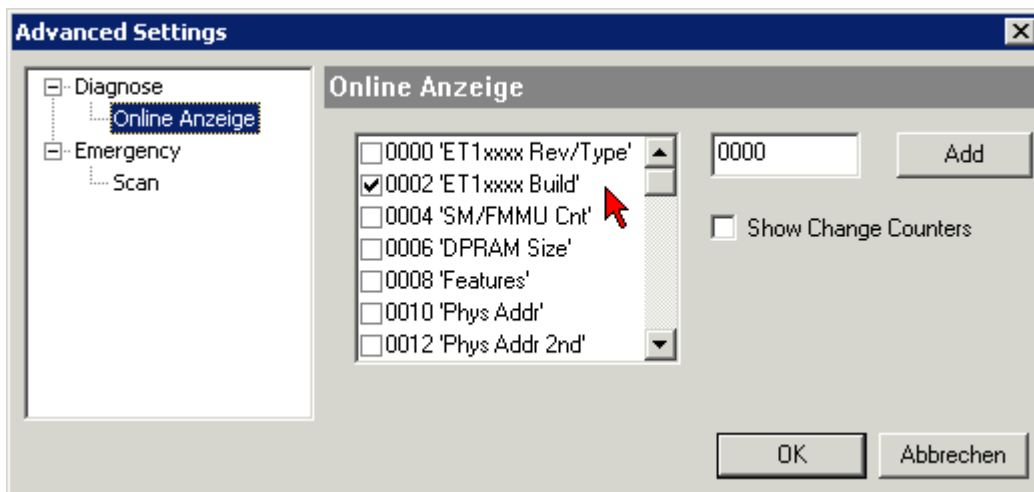 Advanced Settings
Diagnose
Online Anzeige
Emergency
Scan
Online Anzeige
0000 'ET1xxxx Rev/Type'
0002 'ET1xxxx Build'
0004 'SM/FMMU Cnt'
0006 'DPRAM Size'
0008 'Features'
0010 'Phys Addr'
0012 'Phys Addr 2nd'
0000
Add
Show Change Counters
OK
Abbrechen